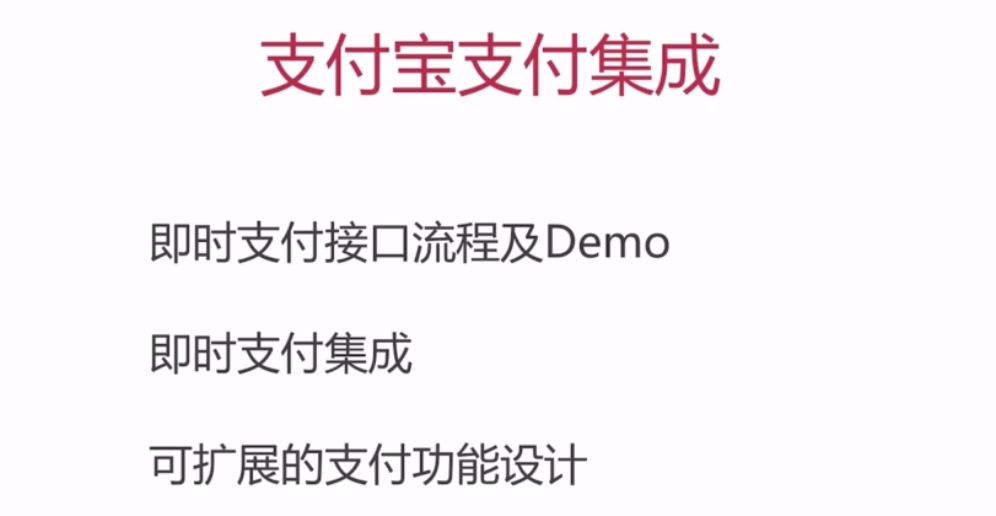 支付宝支付集成
即时支付接口流程及Demo
即时支付集成
可扩展的支付功能设计